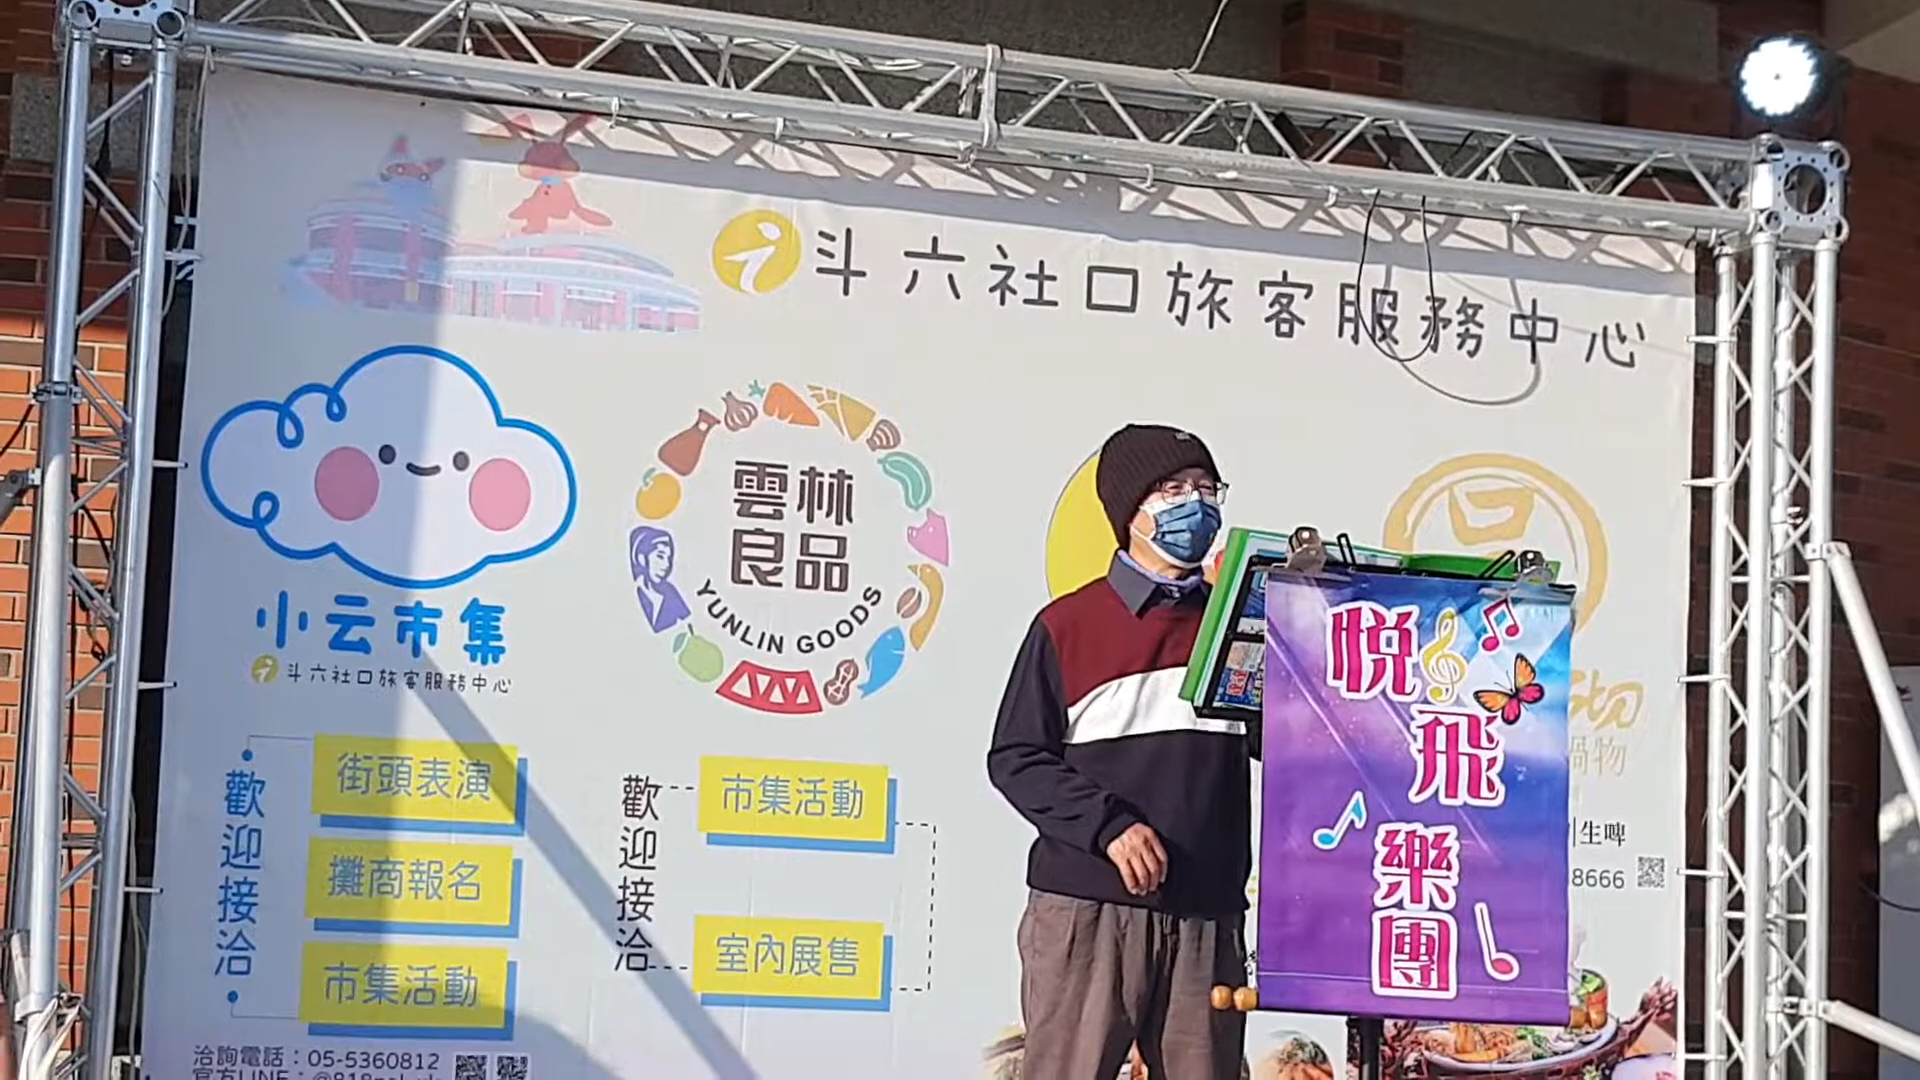 斗六社口旅客服務中心
小云市集
斗六社口旅客服務中心
歡迎接洽
街頭表演
攤商報名
市集活動
洽詢電話：05-5360812
雲林
良品
YUNLIN GOODS
歡迎接洽
市集活動
室內展售
悅飛樂團
鍋物
生啤
8666